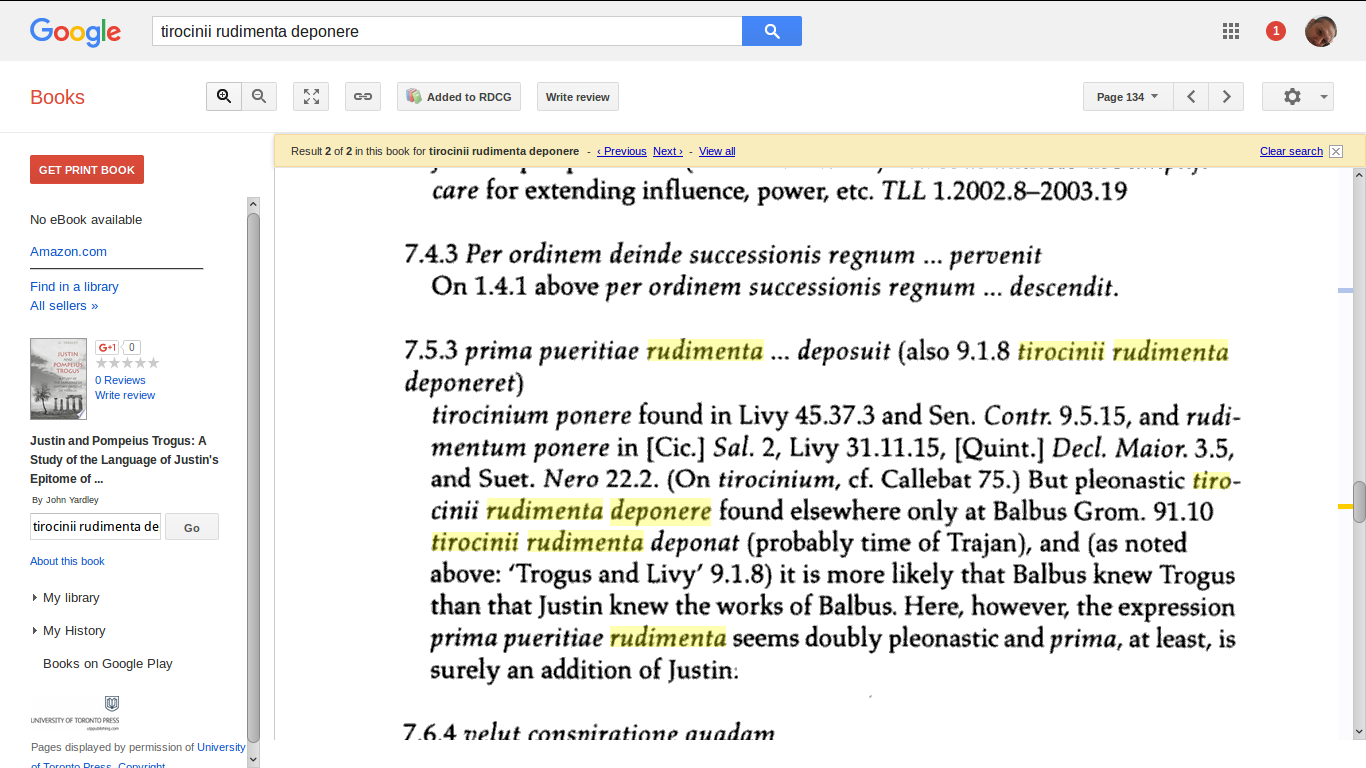 Google
tirocinii rudimenta deponere
1
Books
Added to RDCG
Write review
Page 134
Result 2 of 2 in this book for tirocinii rudimenta deponere - ‹ Previous Next › - View all
Clear search
GET PRINT BOOK
No eBook available
Amazon.com
Find in a library
All sellers »
JUSTIN
AND
POMPEIUS
TROGUS
G+1 0
0 Reviews
Write review
Justin and Pompeius Trogus: A
Study of the Language of Justin's
Epitome of ...
By John Yardley
tirocinii rudimenta de
Go
About this book
My library
My History
Books on Google Play
UNIVERSITY OF TORONTO PRESS
utppublishing.com
Pages displayed by permission of University
of Toronto Press. Copyright
care for extending influence, power, etc. TLL 1.2002.8–2003.19
7.4.3 Per ordinem deinde successionis regnum ... pervenit
On 1.4.1 above per ordinem successionis regnum ... descendit.
7.5.3 prima pueritiae rudimenta ... deposuit (also 9.1.8 tirocinii rudimenta
deponeret)
tirocinium ponere found in Livy 45.37.3 and Sen. Contr. 9.5.15, and rudi-
mentum ponere in [Cic.] Sal. 2, Livy 31.11.15, [Quint.] Decl. Maior. 3.5,
and Suet. Nero 22.2. (On tirocinium, cf. Callebat 75.) But pleonastic tiro-
cinii rudimenta deponere found elsewhere only at Balbus Grom. 91.10
tirocinii rudimenta deponat (probably time of Trajan), and (as noted
above: 'Trogus and Livy' 9.1.8) it is more likely that Balbus knew Trogus
than that Justin knew the works of Balbus. Here, however, the expression
prima pueritiae rudimenta seems doubly pleonastic and prima, at least, is
surely an addition of Justin.
7.6.4 velut conspiratione quadam